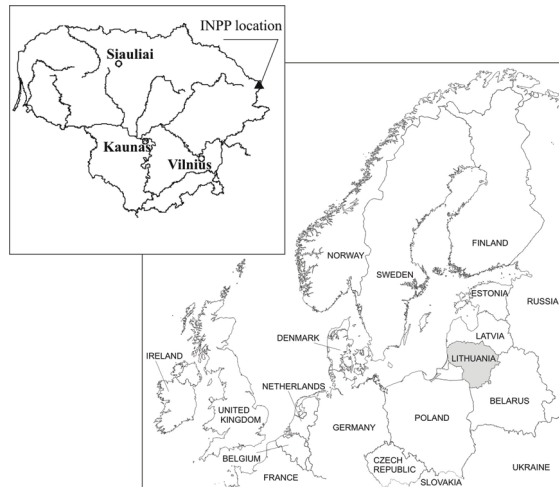 INPP location
Siauliai
Kaunas
Vilnius
NORWAY
FINLAND
SWEDEN
ESTONIA
RUSSIA
LATVIA
DENMARK
LITHUANIA
IRELAND
NETHERLANDS
BELARUS
UNITED
KINGDOM
POLAND
GERMANY
BELGIUM
CZECH
REPUBLIC
UKRAINE
FRANCE
SLOVAKIA